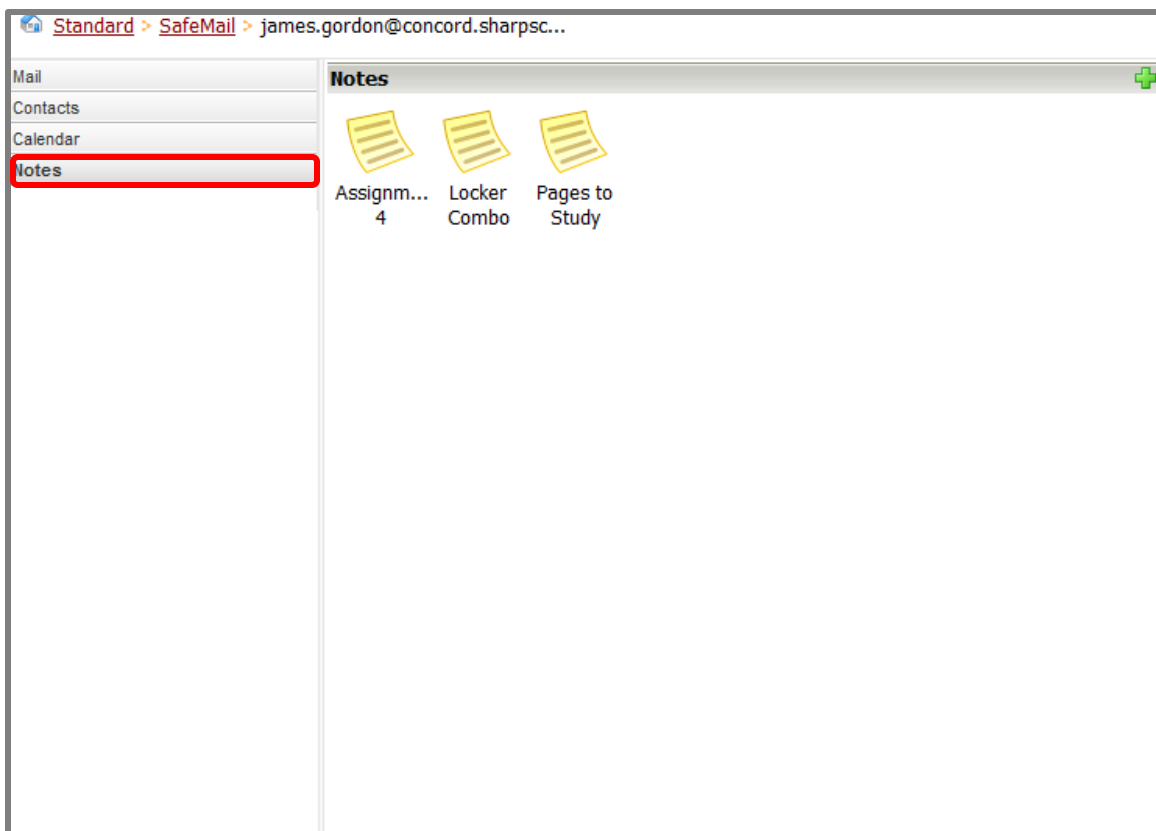 Standard > SafeMail > james.gordon@concord.sharpsc...
Mail
Contacts
Calendar
Notes
Notes
Assignm...
4
Locker
Combo
Pages to
Study